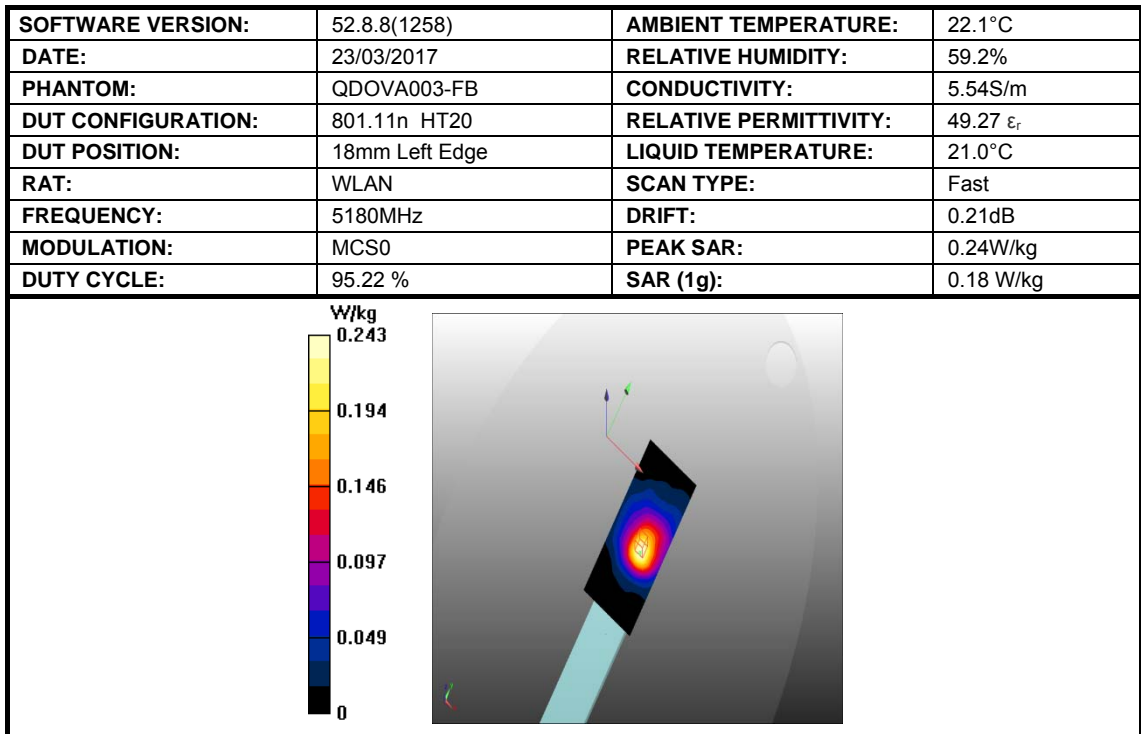 SOFTWARE VERSION: 52.8.8(1258) AMBIENT TEMPERATURE: 22.1°C
DATE: 23/03/2017 RELATIVE HUMIDITY: 59.2%
PHANTOM: QDOVA003-FB CONDUCTIVITY: 5.54S/m
DUT CONFIGURATION: 801.11n HT20 RELATIVE PERMITTIVITY: 49.27 εr
DUT POSITION: 18mm Left Edge LIQUID TEMPERATURE: 21.0°C
RAT: WLAN SCAN TYPE: Fast
FREQUENCY: 5180MHz DRIFT: 0.21dB
MODULATION: MCS0 PEAK SAR: 0.24W/kg
DUTY CYCLE: 95.22 % SAR (1g): 0.18 W/kg
W/kg
0.243
0.194
0.146
0.097
0.049
0